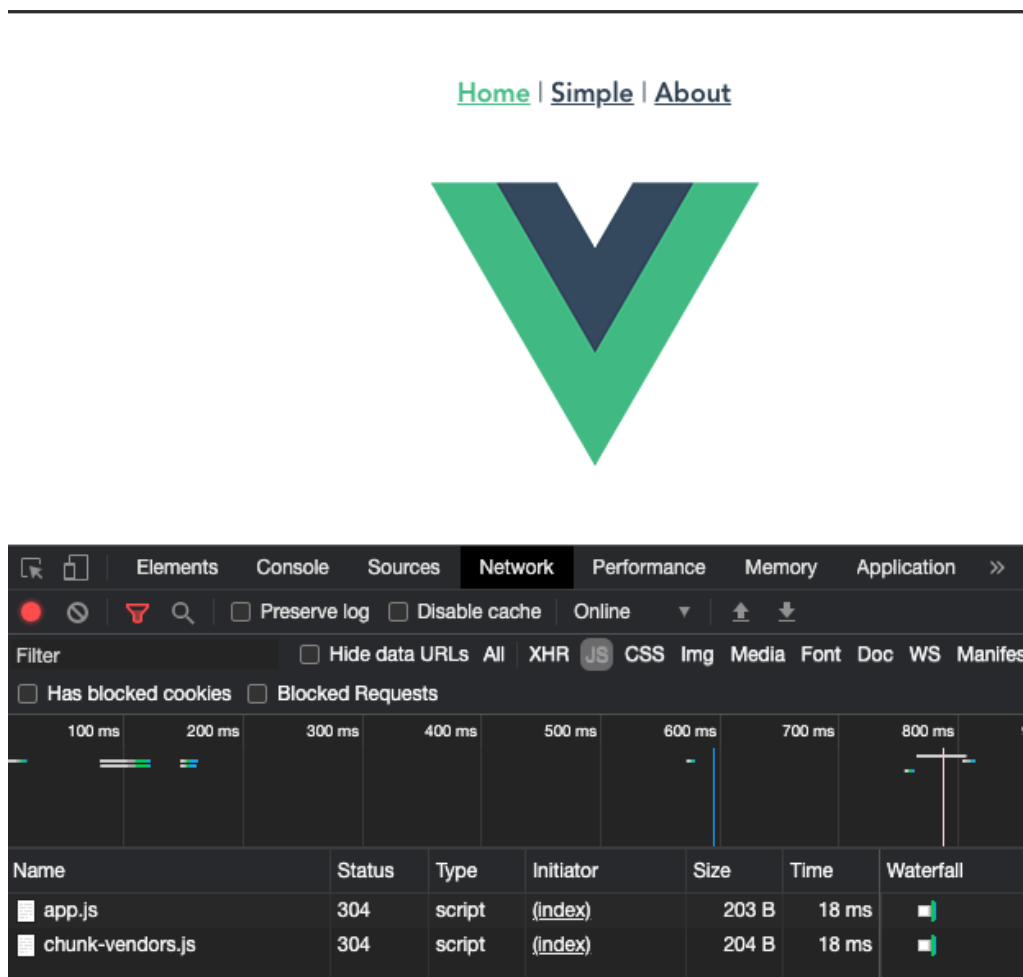 Home | Simple | About
Elements Console Sources Network Performance Memory Application »
Preserve log Disable cache Online ▼
Filter Hide data URLs All XHR JS CSS Img Media Font Doc WS Manifes
Has blocked cookies Blocked Requests
100 ms 200 ms 300 ms 400 ms 500 ms 600 ms 700 ms 800 ms
Name Status Type Initiator Size Time Waterfall
app.js 304 script (index) 203 B 18 ms
chunk-vendors.js 304 script (index) 204 B 18 ms